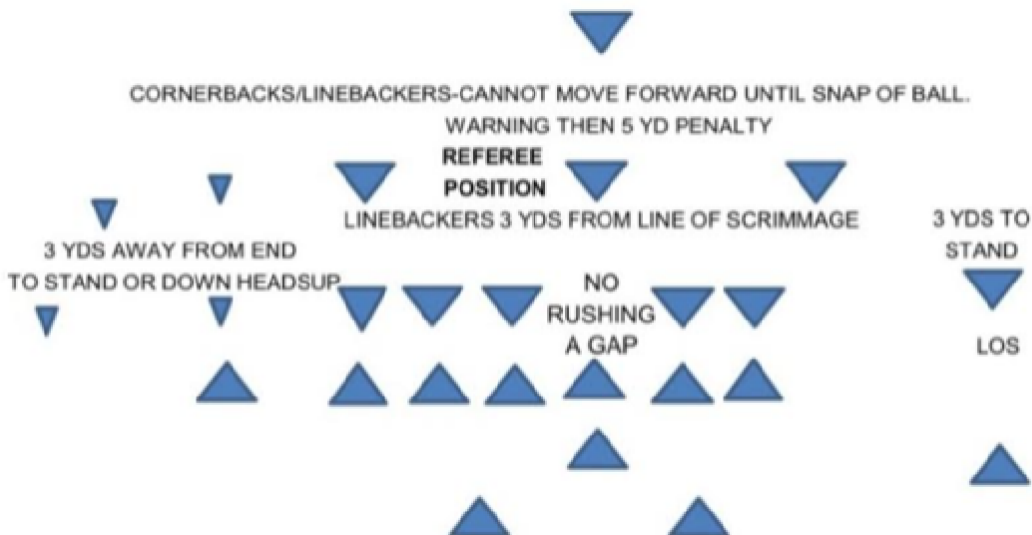 CORNERBACKS/LINEBACKERS-CANNOT MOVE FORWARD UNTIL SNAP OF BALL.
WARNING THEN 5 YD PENALTY
REFEREE
POSITION
LINEBACKERS 3 YDS FROM LINE OF SCRIMMAGE
3 YDS TO
STAND
3 YDS AWAY FROM END
TO STAND OR DOWN HEADSUP
NO
RUSHING
A GAP
LOS